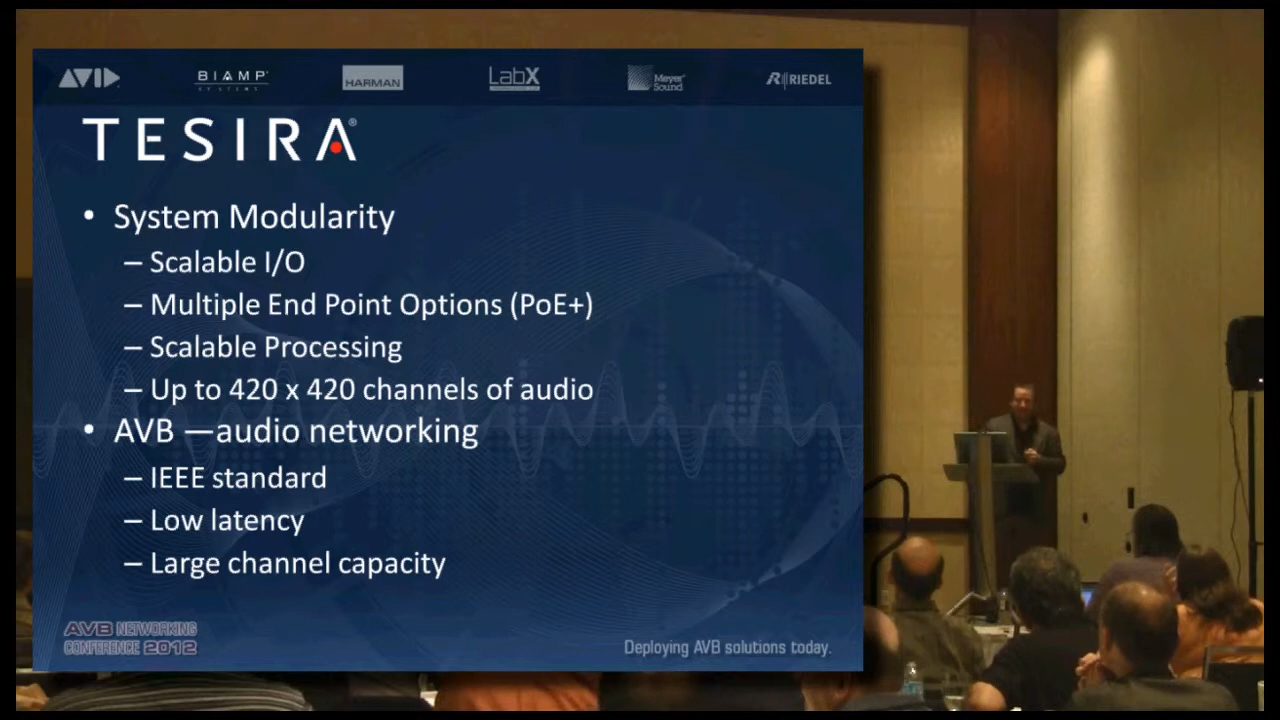 AVID
BIAMP
SYSTEMS
HARMAN
LabX
Meyer
Sound
RIEDEL
TESIRA®
• System Modularity
– Scalable I/O
– Multiple End Point Options (PoE+)
– Scalable Processing
– Up to 420 x 420 channels of audio
• AVB —audio networking
– IEEE standard
– Low latency
– Large channel capacity
AVB NETWORKING
CONFERENCE 2012
Deploying AVB solutions today.